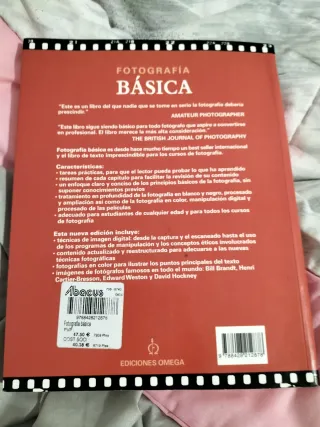 FOTOGRAFÍA
BÁSICA
"Este es un libro del que nadie que se tome en serio la fotografía debería
prescindir."
AMATEUR PHOTOGRAPHER
"Este libro sigue siendo básico para todo fotógrafo que aspire a convertirse
en profesional. El libro merece la más alta consideración."
THE BRITISH JOURNAL OF PHOTOGRAPHY
Fotografía básica es desde hace mucho tiempo un best seller internacional
y el libro de texto imprescindible para los cursos de fotografía.
Características:
• tareas prácticas, para que el lector pueda probar lo que ha aprendido
• resumen de cada capítulo para facilitar la revisión de su contenido
• un enfoque claro y conciso de los principios básicos de la fotografía, sin
suponer conocimientos previos
• tratamiento en profundidad de la fotografía en blanco y negro, procesado
y ampliación así como de la fotografía en color, manipulación digital y
procesado de las películas
• adecuado para estudiantes de cualquier edad y para todos los cursos
de fotografía
Esta nueva edición incluye:
• técnicas de imagen digital: desde la captura y el escaneado hasta el uso
de los programas de manipulación y los conceptos éticos involucrados
• contenido actualizado y reestructurado para adecuarse a las nuevas
técnicas fotográficas
• fotografías en color para ilustrar los puntos principales del texto
• imágenes de fotógrafos famosos en todo el mundo: Bill Brandt, Henri
Cartier-Bresson, Edward Weston y David Hockney
Abacus
9788428212878
Fotografía básica
PVP
EDICIONES OMEGA
9 788428 212878